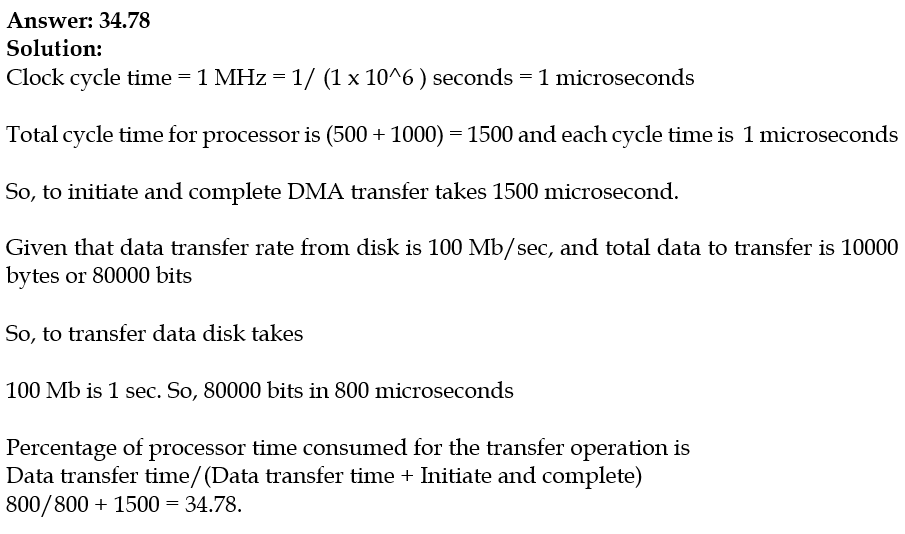 Answer: 34.78
Solution:
Clock cycle time = 1 MHz = 1/ (1 x 10^6 ) seconds = 1 microseconds
Total cycle time for processor is (500 + 1000) = 1500 and each cycle time is 1 microseconds
So, to initiate and complete DMA transfer takes 1500 microsecond.
Given that data transfer rate from disk is 100 Mb/sec, and total data to transfer is 10000
bytes or 80000 bits
So, to transfer data disk takes
100 Mb is 1 sec. So, 80000 bits in 800 microseconds
Percentage of processor time consumed for the transfer operation is
Data transfer time/(Data transfer time + Initiate and complete)
800/800 + 1500 = 34.78.